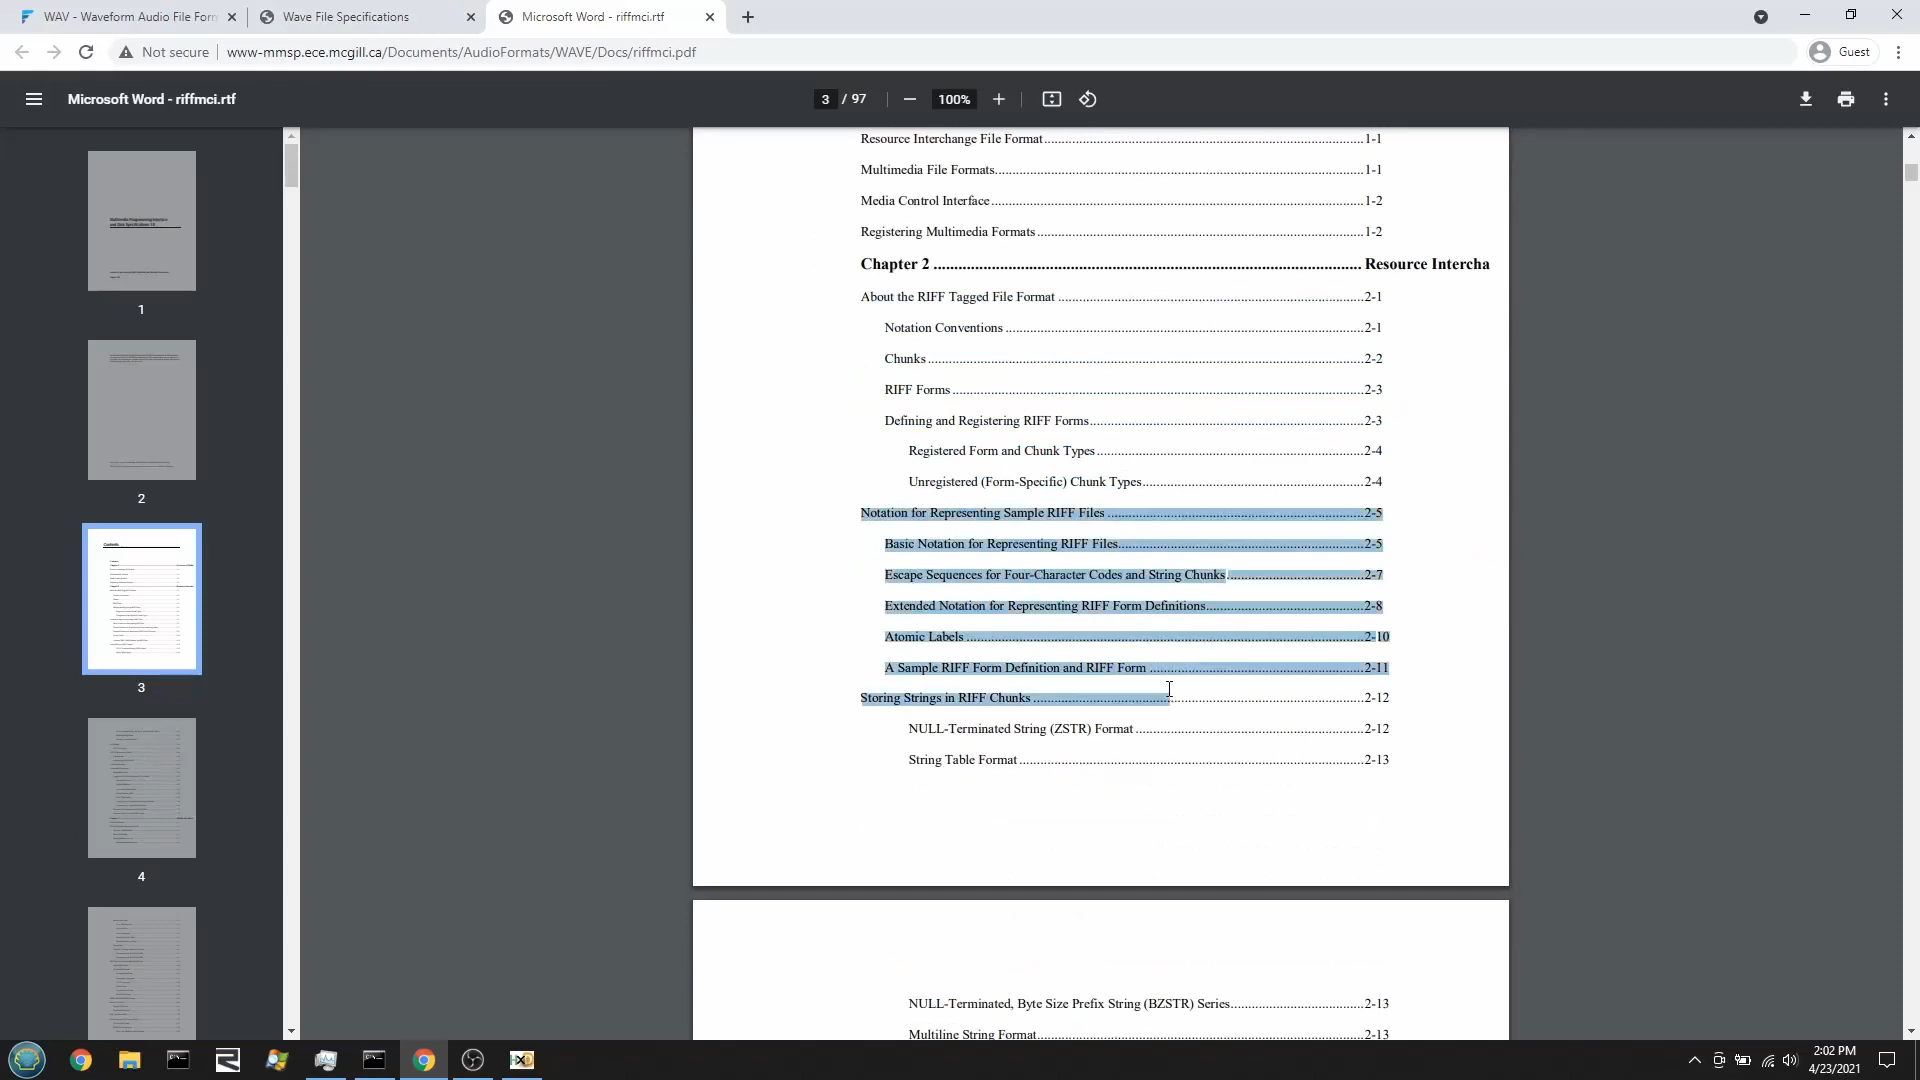 WAV - Waveform Audio File For
Wave File Specifications
Microsoft Word - riffmci.rtf
Not secure
www-mmsp.ece.mcgill.ca/Documents/AudioFormats/WAVE/Docs/riffmci.pdf
Guest
Microsoft Word - riffmci.rtf
3 / 97
100%
1
2
Contents
3
4
Resource Interchange File Format 1-1
Multimedia File Formats 1-1
Media Control Interface 1-2
Registering Multimedia Formats 1-2
Chapter 2 Resource Intercha
About the RIFF Tagged File Format 2-1
Notation Conventions 2-1
Chunks 2-2
RIFF Forms 2-3
Defining and Registering RIFF Forms 2-3
Registered Form and Chunk Types 2-4
Unregistered (Form-Specific) Chunk Types 2-4
Notation for Representing Sample RIFF Files 2-5
Basic Notation for Representing RIFF Files 2-5
Escape Sequences for Four-Character Codes and String Chunks 2-7
Extended Notation for Representing RIFF Form Definitions 2-8
Atomic Labels 2-10
A Sample RIFF Form Definition and RIFF Form 2-11
Storing Strings in RIFF Chunks 2-12
NULL-Terminated String (ZSTR) Format 2-12
String Table Format 2-13
NULL-Terminated, Byte Size Prefix String (BZSTR) Series 2-13
Multiline String Format 2-13
2:02 PM
4/23/2021